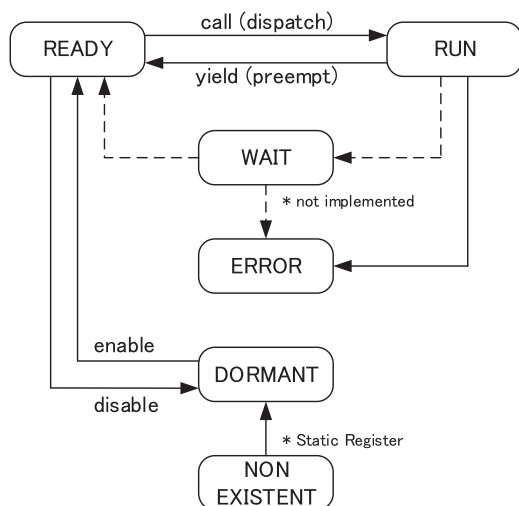 call (dispatch)
READY
RUN
yield (preempt)
WAIT
* not implemented
ERROR
enable
DORMANT
disable
* Static Register
NON
EXISTENT